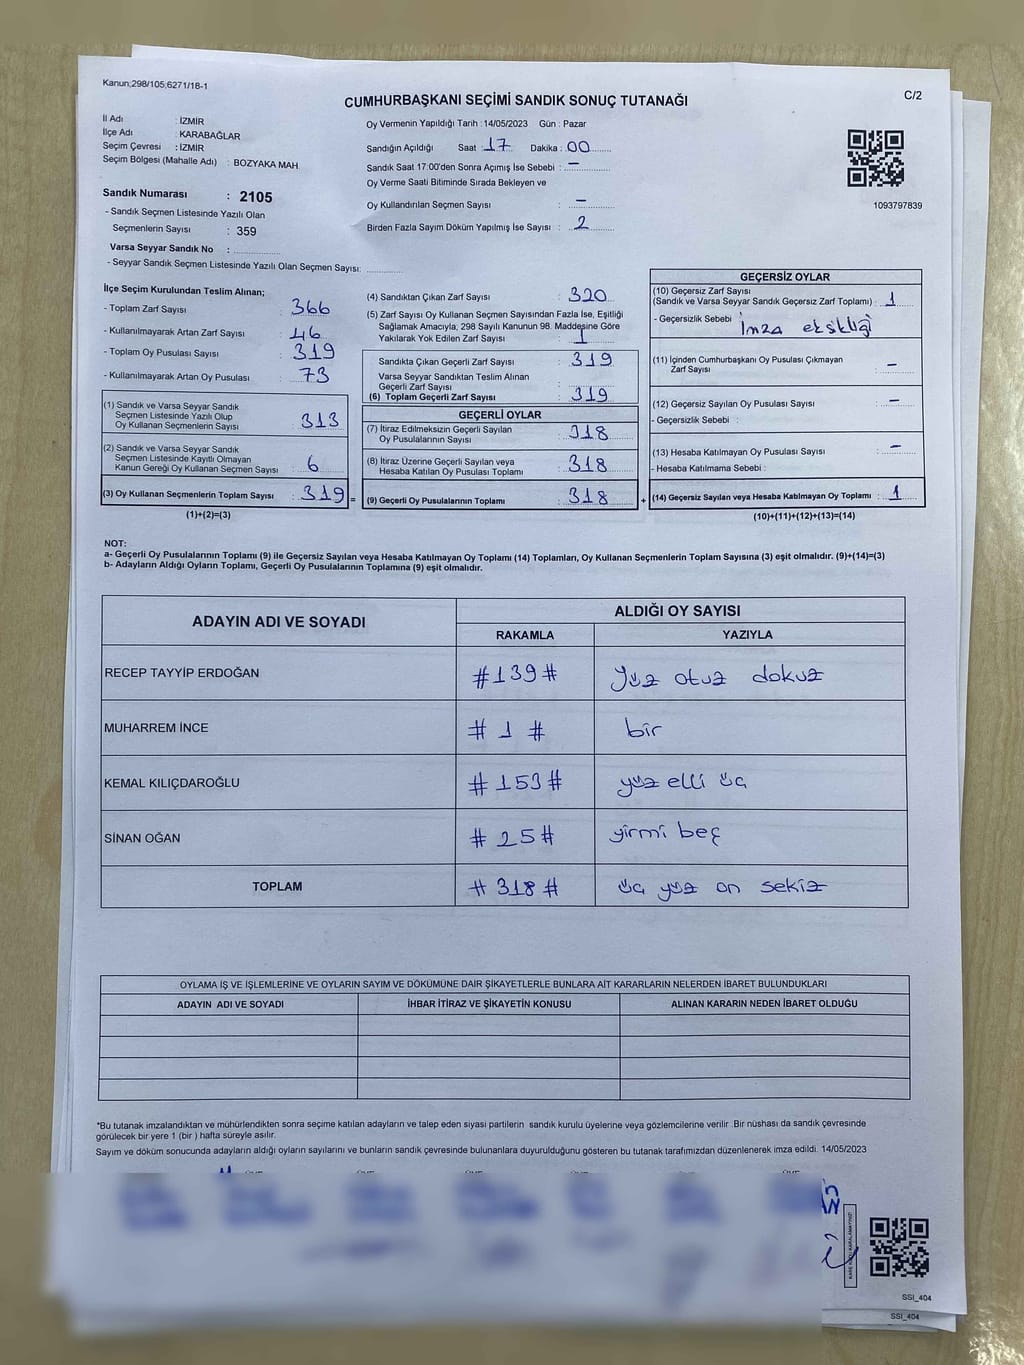 Kanun;298/105;6271/18-1
C/2
CUMHURBAŞKANI SEÇİMİ SANDIK SONUÇ TUTANAĞI
İl Adı : İZMİR
İlçe Adı : KARABAĞLAR
Seçim Çevresi : İZMİR
Seçim Bölgesi (Mahalle Adı) : BOZYAKA MAH.
Sandık Numarası : 2105
- Sandık Seçmen Listesinde Yazılı Olan
Seçmenlerin Sayısı : 359
Varsa Seyyar Sandık No :
- Seyyar Sandık Seçmen Listesinde Yazılı Olan Seçmen Sayısı:
Oy Vermenin Yapıldığı Tarih :14/05/2023 Gün : Pazar
Sandığın Açıldığı Saat : 17 Dakika : 00
Sandık Saat 17:00'den Sonra Açımış İse Sebebi : -
Oy Verme Saati Bitiminde Sırada Bekleyen ve
Oy Kullandırılan Seçmen Sayısı : -
Birden Fazla Sayım Döküm Yapılmış İse Sayısı : 2
1093797839
İlçe Seçim Kurulundan Teslim Alınan;
- Toplam Zarf Sayısı : 366
- Kullanılmayarak Artan Zarf Sayısı : 46
- Toplam Oy Pusulası Sayısı : 319
- Kullanılmayarak Artan Oy Pusulası : 73
(1) Sandık ve Varsa Seyyar Sandık
Seçmen Listesinde Yazılı Olup
Oy Kullanan Seçmenlerin Sayısı : 313
(2) Sandık ve Varsa Seyyar Sandık
Seçmen Listesinde Kayıtlı Olmayan
Kanun Gereği Oy Kullanan Seçmen Sayısı : 6
(3) Oy Kullanan Seçmenlerin Toplam Sayısı : 319 =
(1)+(2)=(3)
(4) Sandıktan Çıkan Zarf Sayısı : 320
(5) Zarf Sayısı Oy Kullanan Seçmen Sayısından Fazla İse, Eşitliği
Sağlamak Amacıyla; 298 Sayılı Kanunun 98. Maddesine Göre
Yakılarak Yok Edilen Zarf Sayısı : 1
Sandıkta Çıkan Geçerli Zarf Sayısı : 319
Varsa Seyyar Sandıktan Teslim Alınan
Geçerli Zarf Sayısı :
(6) Toplam Geçerli Zarf Sayısı : 319
GEÇERLİ OYLAR
(7) İtiraz Edilmeksizin Geçerli Sayılan
Oy Pusulalarının Sayısı : 318
(8) İtiraz Üzerine Geçerli Sayılan veya
Hesaba Katılan Oy Pusulası Toplamı : 318
(9) Geçerli Oy Pusulalarının Toplamı : 318 +
GEÇERSİZ OYLAR
(10) Geçersiz Zarf Sayısı
(Sandık ve Varsa Seyyar Sandık Geçersiz Zarf Toplamı) : 1
- Geçersizlik Sebebi : İmza eksikliği
(11) İçinden Cumhurbaşkanı Oy Pusulası Çıkmayan
Zarf Sayısı : -
(12) Geçersiz Sayılan Oy Pusulası Sayısı : -
- Geçersizlik Sebebi :
(13) Hesaba Katılmayan Oy Pusulası Sayısı : -
- Hesaba Katılmama Sebebi :
(14) Geçersiz Sayılan veya Hesaba Katılmayan Oy Toplamı : 1
(10)+(11)+(12)+(13)=(14)
NOT:
a- Geçerli Oy Pusulalarının Toplamı (9) ile Geçersiz Sayılan veya Hesaba Katılmayan Oy Toplamı (14) Toplamları, Oy Kullanan Seçmenlerin Toplam Sayısına (3) eşit olmalıdır. (9)+(14)=(3)
b- Adayların Aldığı Oyların Toplamı, Geçerli Oy Pusulalarının Toplamına (9) eşit olmalıdır.
ADAYIN ADI VE SOYADI ALDIĞI OY SAYISI
RAKAMLA YAZIYLA
RECEP TAYYİP ERDOĞAN #139# Yüz otuz dokuz
MUHARREM İNCE # 1 # bir
KEMAL KILIÇDAROĞLU #153# yüz elli üç
SİNAN OĞAN # 25# yirmi beş
TOPLAM # 318 # üç yüz on sekiz
OYLAMA İŞ VE İŞLEMLERİNE VE OYLARIN SAYIM VE DÖKÜMÜNE DAİR ŞİKAYETLERLE BUNLARA AİT KARARLARIN NELERDEN İBARET BULUNDUKLARI
ADAYIN ADI VE SOYADI İHBAR İTİRAZ VE ŞİKAYETİN KONUSU ALINAN KARARIN NEDEN İBARET OLDUĞU
*Bu tutanak imzalandıktan ve mühürlendikten sonra seçime katılan adayların ve talep eden siyasi partilerin sandık kurulu üyelerine veya gözlemcilerine verilir .Bir nüshası da sandık çevresinde
görülecek bir yere 1 (bir ) hafta süreyle asılır.
Sayım ve döküm sonucunda adayların aldığı oyların sayılarını ve bunların sandık çevresinde bulunanlara duyurulduğunu gösteren bu tutanak tarafımızdan düzenlenerek imza edildi. 14/05/2023
KARE KODU KARALAMAYINIZ!
SSI_404
SSI_404